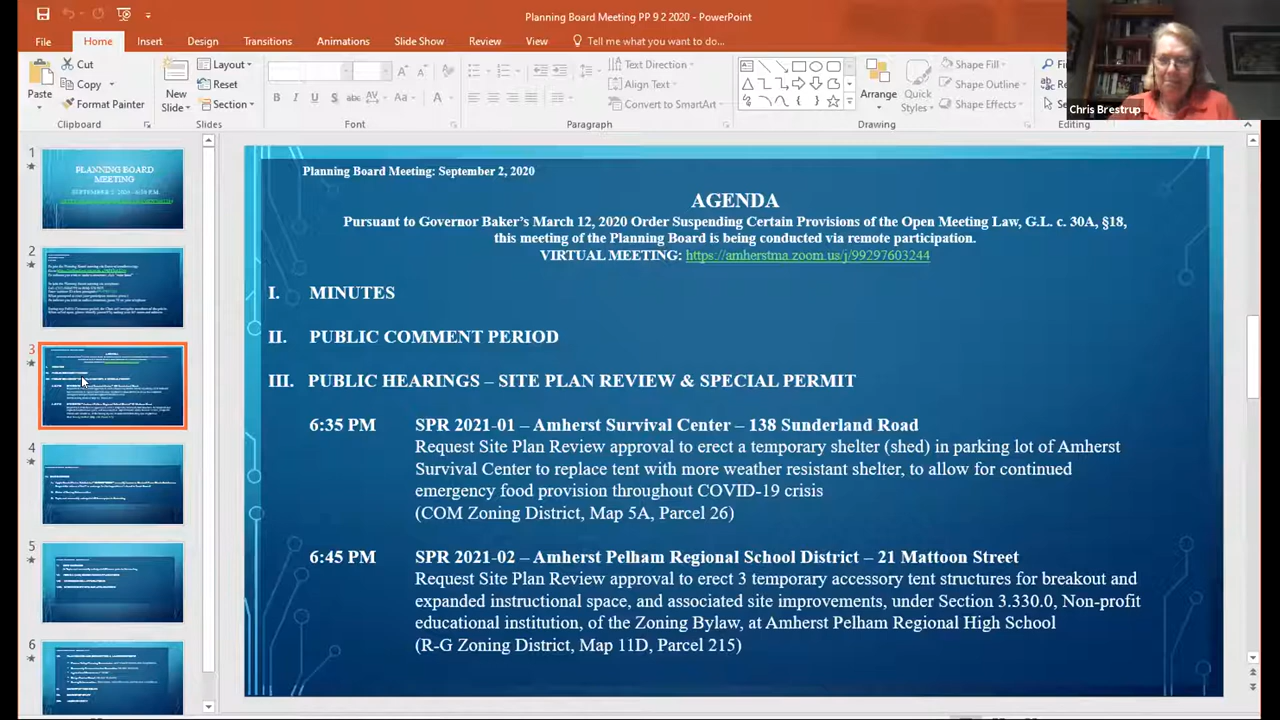 Planning Board Meeting PP 9 2 2020 - PowerPoint
File Home Insert Design Transitions Animations Slide Show Review View Tell me what you want to do...
Paste
Cut
Copy
Format Painter
Clipboard
New Slide
Layout
Reset
Section
Slides
Font
Text Direction
Align Text
Convert to SmartArt
Paragraph
Arrange
Quick Styles
Shape Fill
Shape Outline
Shape Effects
Drawing
Editing
Chris Brestrup
1
PLANNING BOARD
MEETING
2
3
4
5
6
Planning Board Meeting: September 2, 2020
AGENDA
Pursuant to Governor Baker's March 12, 2020 Order Suspending Certain Provisions of the Open Meeting Law, G.L. c. 30A, §18,
this meeting of the Planning Board is being conducted via remote participation.
VIRTUAL MEETING: https://amherstma.zoom.us/j/99297603244
I. MINUTES
II. PUBLIC COMMENT PERIOD
III. PUBLIC HEARINGS – SITE PLAN REVIEW & SPECIAL PERMIT
6:35 PM SPR 2021-01 – Amherst Survival Center – 138 Sunderland Road
Request Site Plan Review approval to erect a temporary shelter (shed) in parking lot of Amherst
Survival Center to replace tent with more weather resistant shelter, to allow for continued
emergency food provision throughout COVID-19 crisis
(COM Zoning District, Map 5A, Parcel 26)
6:45 PM SPR 2021-02 – Amherst Pelham Regional School District – 21 Mattoon Street
Request Site Plan Review approval to erect 3 temporary accessory tent structures for breakout and
expanded instructional space, and associated site improvements, under Section 3.330.0, Non-profit
educational institution, of the Zoning Bylaw, at Amherst Pelham Regional High School
(R-G Zoning District, Map 11D, Parcel 215)